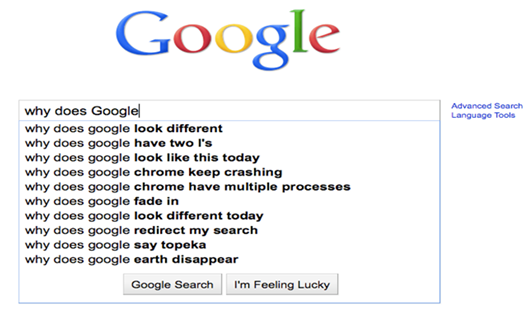 Google
why does Google
Advanced Search
Language Tools
why does google look different
why does google have two l's
why does google look like this today
why does google chrome keep crashing
why does google chrome have multiple processes
why does google fade in
why does google look different today
why does google redirect my search
why does google say topeka
why does google earth disappear
Google Search
I'm Feeling Lucky